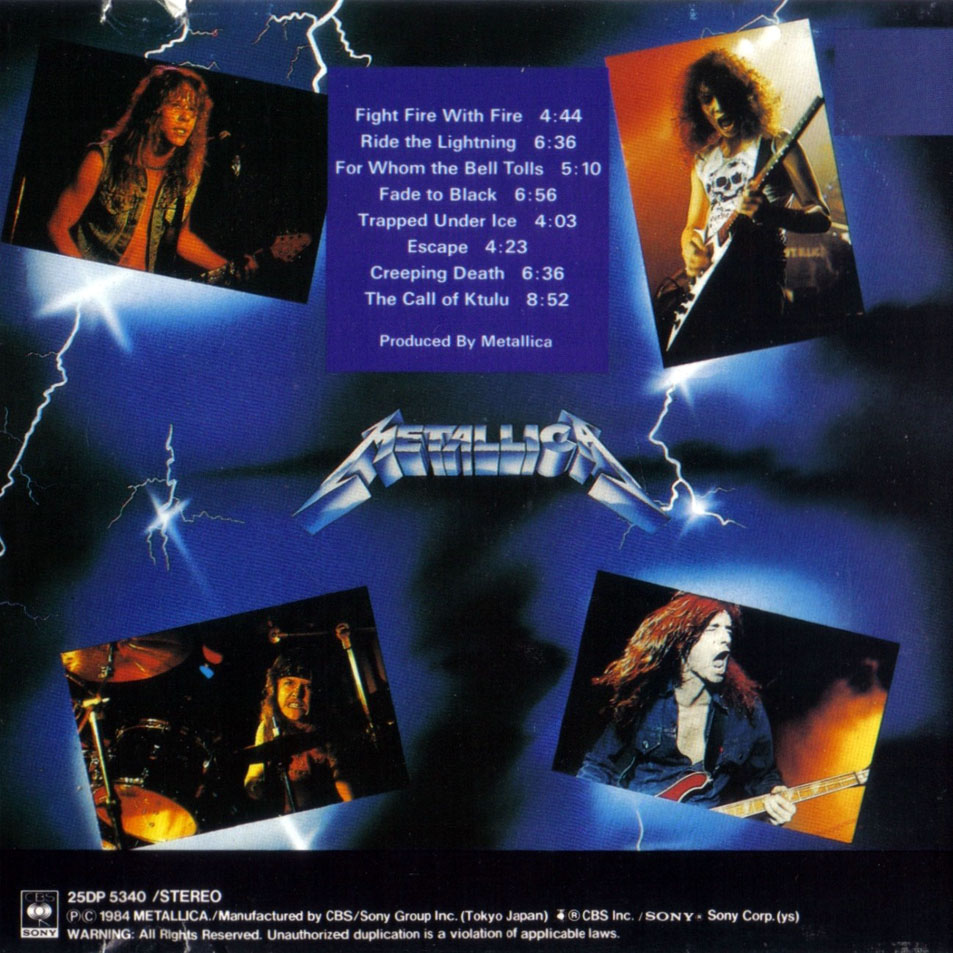 Fight Fire With Fire 4:44
Ride the Lightning 6:36
For Whom the Bell Tolls 5:10
Fade to Black 6:56
Trapped Under Ice 4:03
Escape 4:23
Creeping Death 6:36
The Call of Ktulu 8:52
Produced By Metallica
METALLICA
CBS
SONY
25DP 5340 /STEREO
Ⓟ© 1984 METALLICA./Manufactured by CBS/Sony Group Inc. (Tokyo Japan) ® CBS Inc. /SONY® Sony Corp. (ys)
WARNING: All Rights Reserved. Unauthorized duplication is a violation of applicable laws.